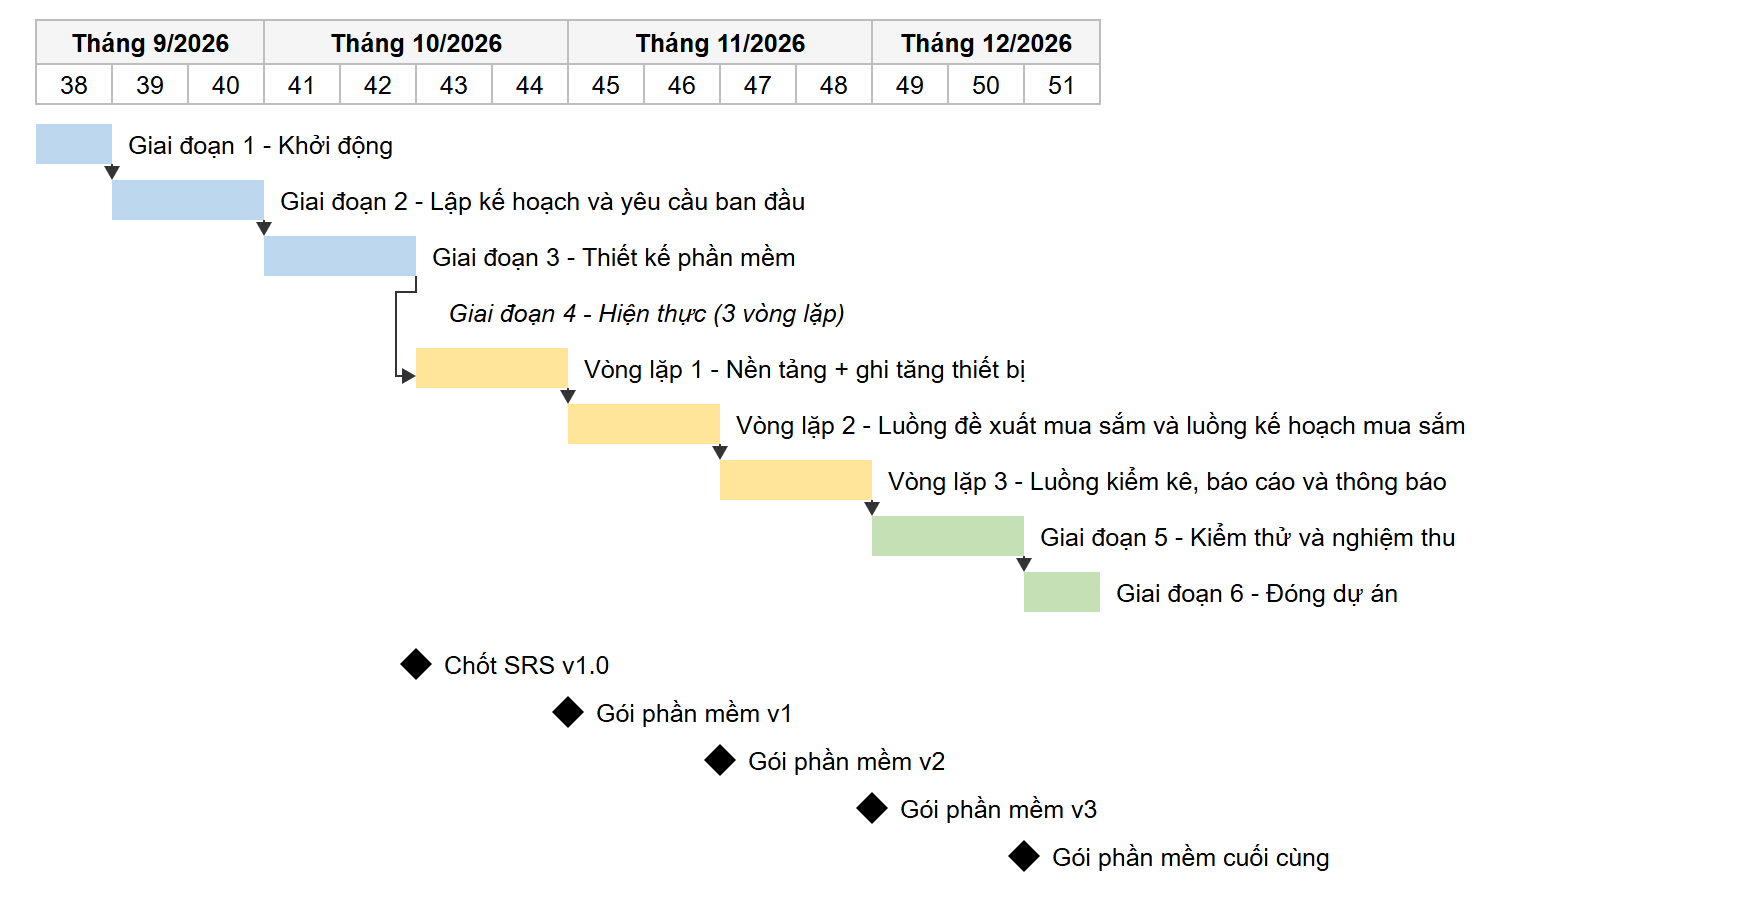 Tháng 9/2026 Tháng 10/2026 Tháng 11/2026 Tháng 12/2026
38 39 40 41 42 43 44 45 46 47 48 49 50 51
Giai đoạn 1 - Khởi động
Giai đoạn 2 - Lập kế hoạch và yêu cầu ban đầu
Giai đoạn 3 - Thiết kế phần mềm
Giai đoạn 4 - Hiện thực (3 vòng lặp)
Vòng lặp 1 - Nền tảng + ghi tăng thiết bị
Vòng lặp 2 - Luồng đề xuất mua sắm và luồng kế hoạch mua sắm
Vòng lặp 3 - Luồng kiểm kê, báo cáo và thông báo
Giai đoạn 5 - Kiểm thử và nghiệm thu
Giai đoạn 6 - Đóng dự án
Chốt SRS v1.0
Gói phần mềm v1
Gói phần mềm v2
Gói phần mềm v3
Gói phần mềm cuối cùng